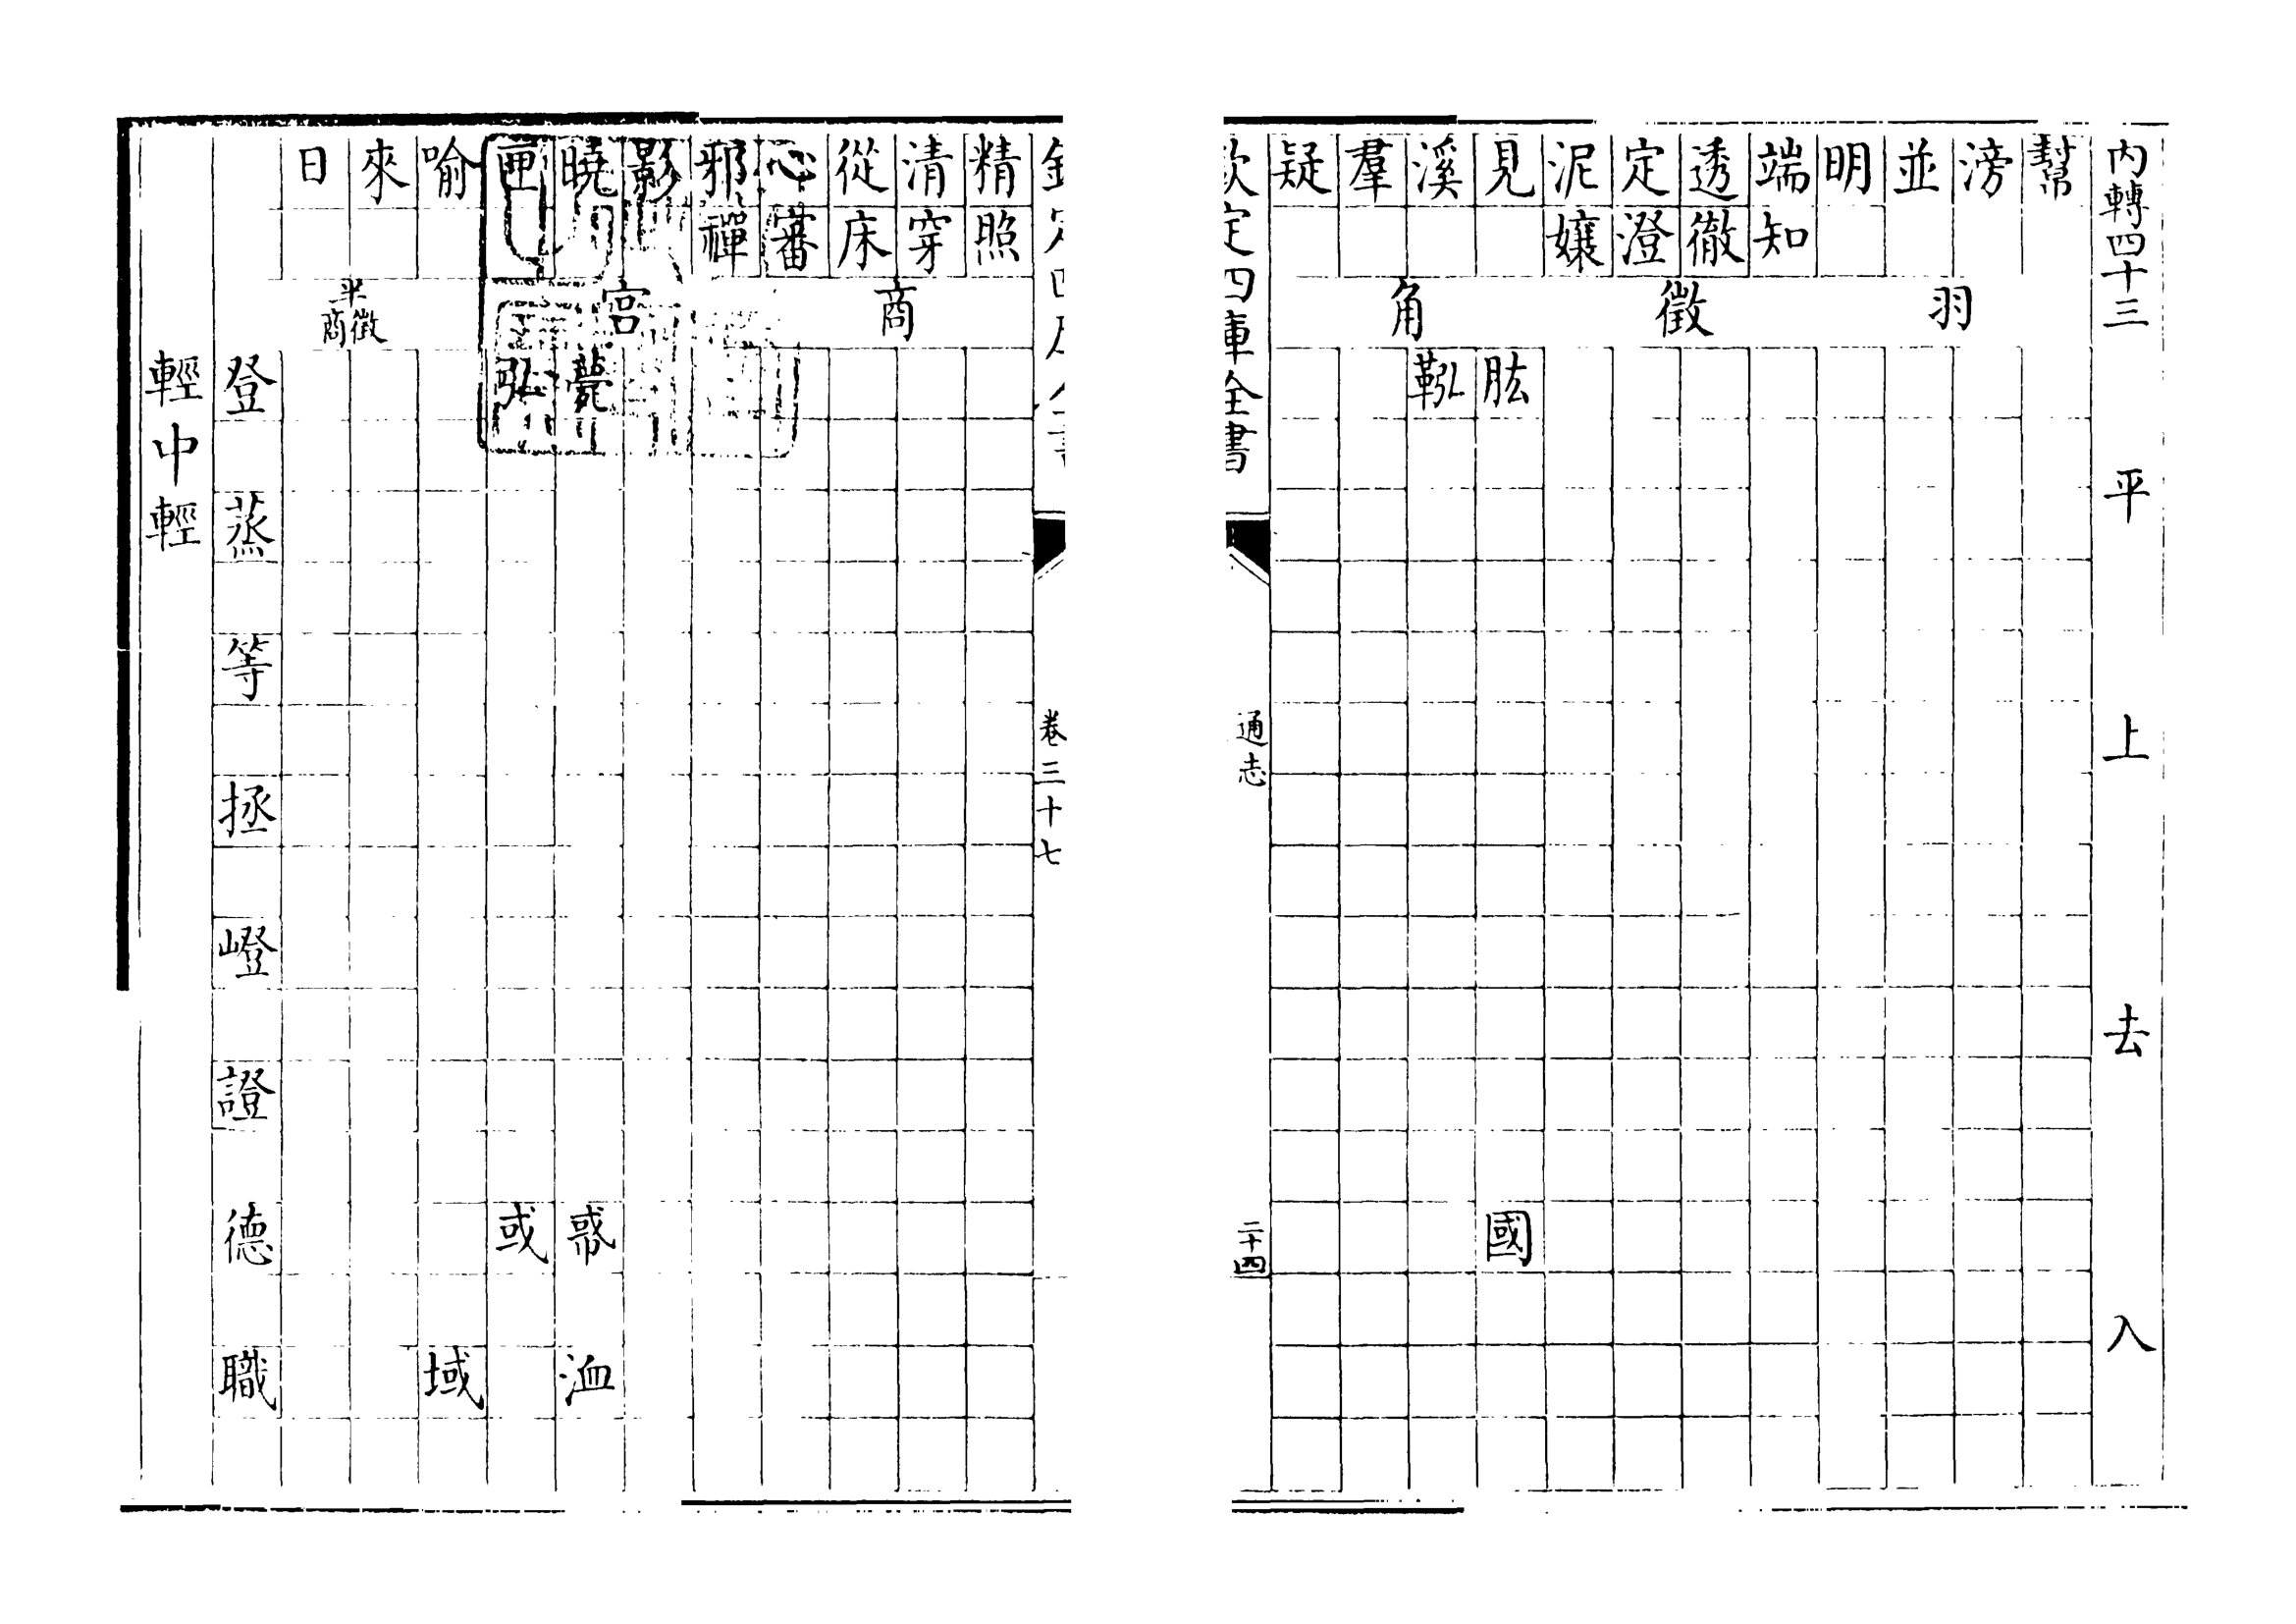 內轉四十三 平 上 去 入
幫
滂
並
明
羽
端知
透徹
定澄
泥孃
徵
見 肱 國
溪 鞃
羣
疑
角
欽定四庫全書 通志 二十四
欽定四庫全書 卷三十七
精照
清穿
從床
心審
邪禪
商
影
曉 薨 㦯 洫
匣 弘 或
喻 域
宮
來
日
半徵
商
登 蒸 等 拯 嶝 證 德 職
輕中輕